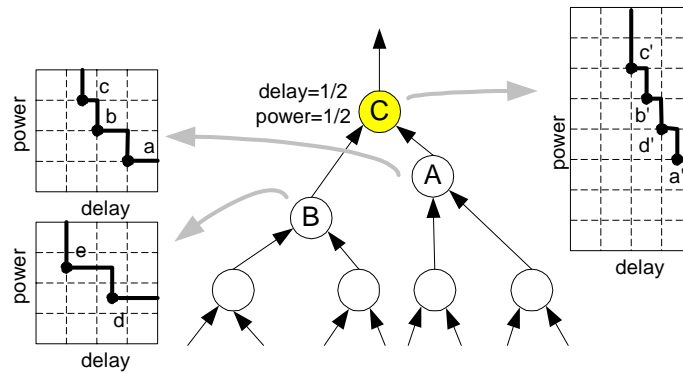 power
c
b
a
delay
power
e
d
delay
delay=1/2
power=1/2
C
A
B
power
c'
b'
d'
a'
delay